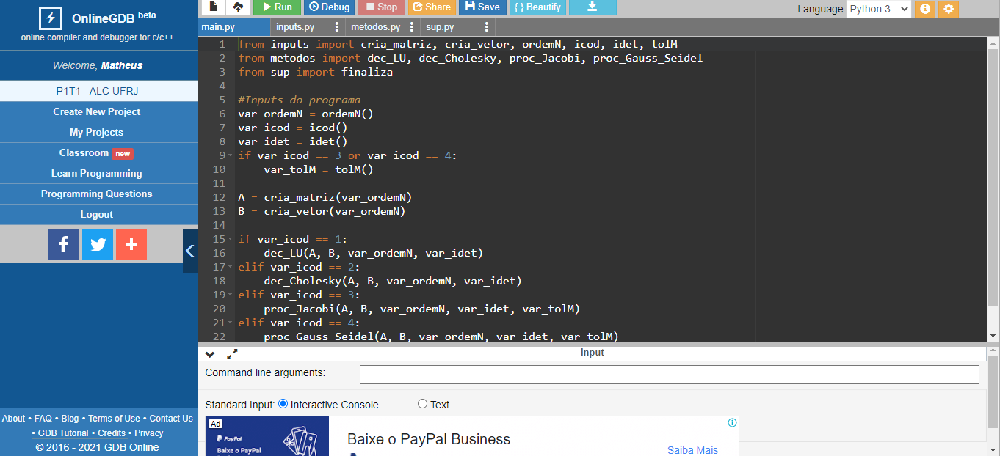 OnlineGDB beta
online compiler and debugger for c/c++
Welcome, Matheus
P1T1 - ALC UFRJ
Create New Project
My Projects
Classroom new
Learn Programming
Programming Questions
Logout
About • FAQ • Blog • Terms of Use • Contact Us
• GDB Tutorial • Credits • Privacy
© 2016 - 2021 GDB Online
Run Debug Stop Share Save { } Beautify
Language Python 3
main.py inputs.py metodos.py sup.py
1 from inputs import cria_matriz, cria_vetor, ordemN, icod, idet, tolM
2 from metodos import dec_LU, dec_Cholesky, proc_Jacobi, proc_Gauss_Seidel
3 from sup import finaliza
4
5 #Inputs do programa
6 var_ordemN = ordemN()
7 var_icod = icod()
8 var_idet = idet()
9 if var_icod == 3 or var_icod == 4:
10     var_tolM = tolM()
11
12 A = cria_matriz(var_ordemN)
13 B = cria_vetor(var_ordemN)
14
15 if var_icod == 1:
16     dec_LU(A, B, var_ordemN, var_idet)
17 elif var_icod == 2:
18     dec_Cholesky(A, B, var_ordemN, var_idet)
19 elif var_icod == 3:
20     proc_Jacobi(A, B, var_ordemN, var_idet, var_tolM)
21 elif var_icod == 4:
22     proc_Gauss_Seidel(A, B, var_ordemN, var_idet, var_tolM)
input
Command line arguments:
Standard Input: Interactive Console Text
Ad
PayPal
Baixe o PayPal
Baixe o PayPal Business
Saiba Mais